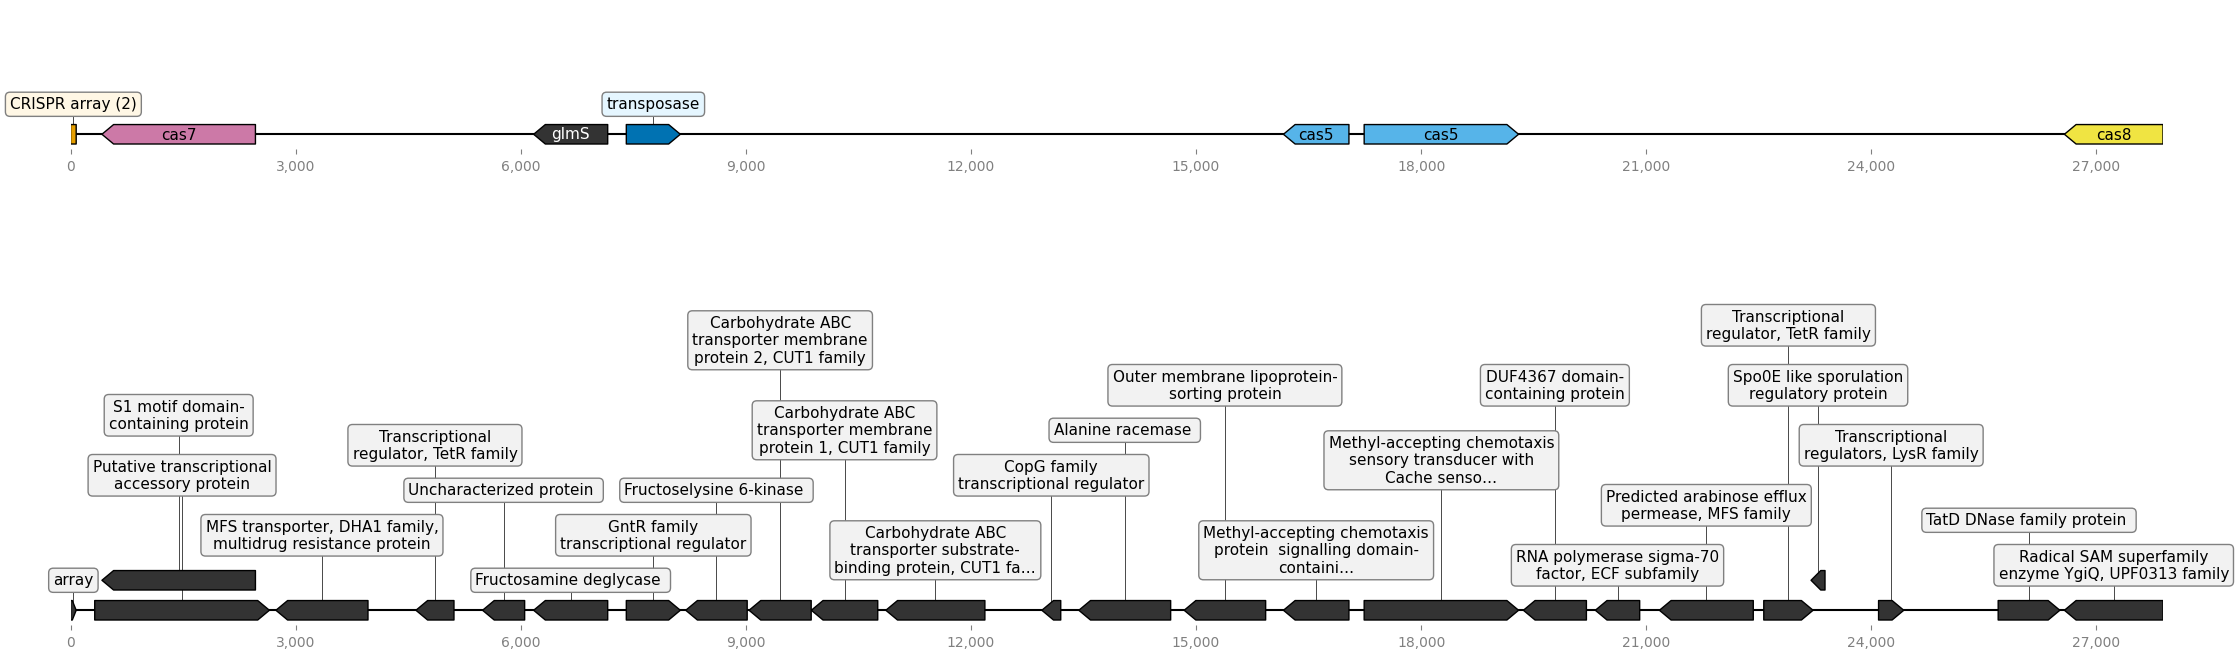 CRISPR array (2)
transposase
cas7
glmS
cas5
cas5
cas8
0
3,000
6,000
9,000
12,000
15,000
18,000
21,000
24,000
27,000
Transcriptional
regulator, TetR family
Carbohydrate ABC
transporter membrane
protein 2, CUT1 family
Outer membrane lipoprotein-
sorting protein
DUF4367 domain-
containing protein
Spo0E like sporulation
regulatory protein
S1 motif domain-
containing protein
Carbohydrate ABC
transporter membrane
protein 1, CUT1 family
Alanine racemase
Transcriptional
regulator, TetR family
Methyl-accepting chemotaxis
sensory transducer with
Cache senso...
Transcriptional
regulators, LysR family
Putative transcriptional
accessory protein
CopG family
transcriptional regulator
Uncharacterized protein
Fructoselysine 6-kinase
Predicted arabinose efflux
permease, MFS family
MFS transporter, DHA1 family,
multidrug resistance protein
GntR family
transcriptional regulator
Carbohydrate ABC
transporter substrate-
binding protein, CUT1 fa...
Methyl-accepting chemotaxis
protein  signalling domain-
containi...
TatD DNase family protein
RNA polymerase sigma-70
factor, ECF subfamily
Radical SAM superfamily
enzyme YgiQ, UPF0313 family
array
Fructosamine deglycase
0
3,000
6,000
9,000
12,000
15,000
18,000
21,000
24,000
27,000